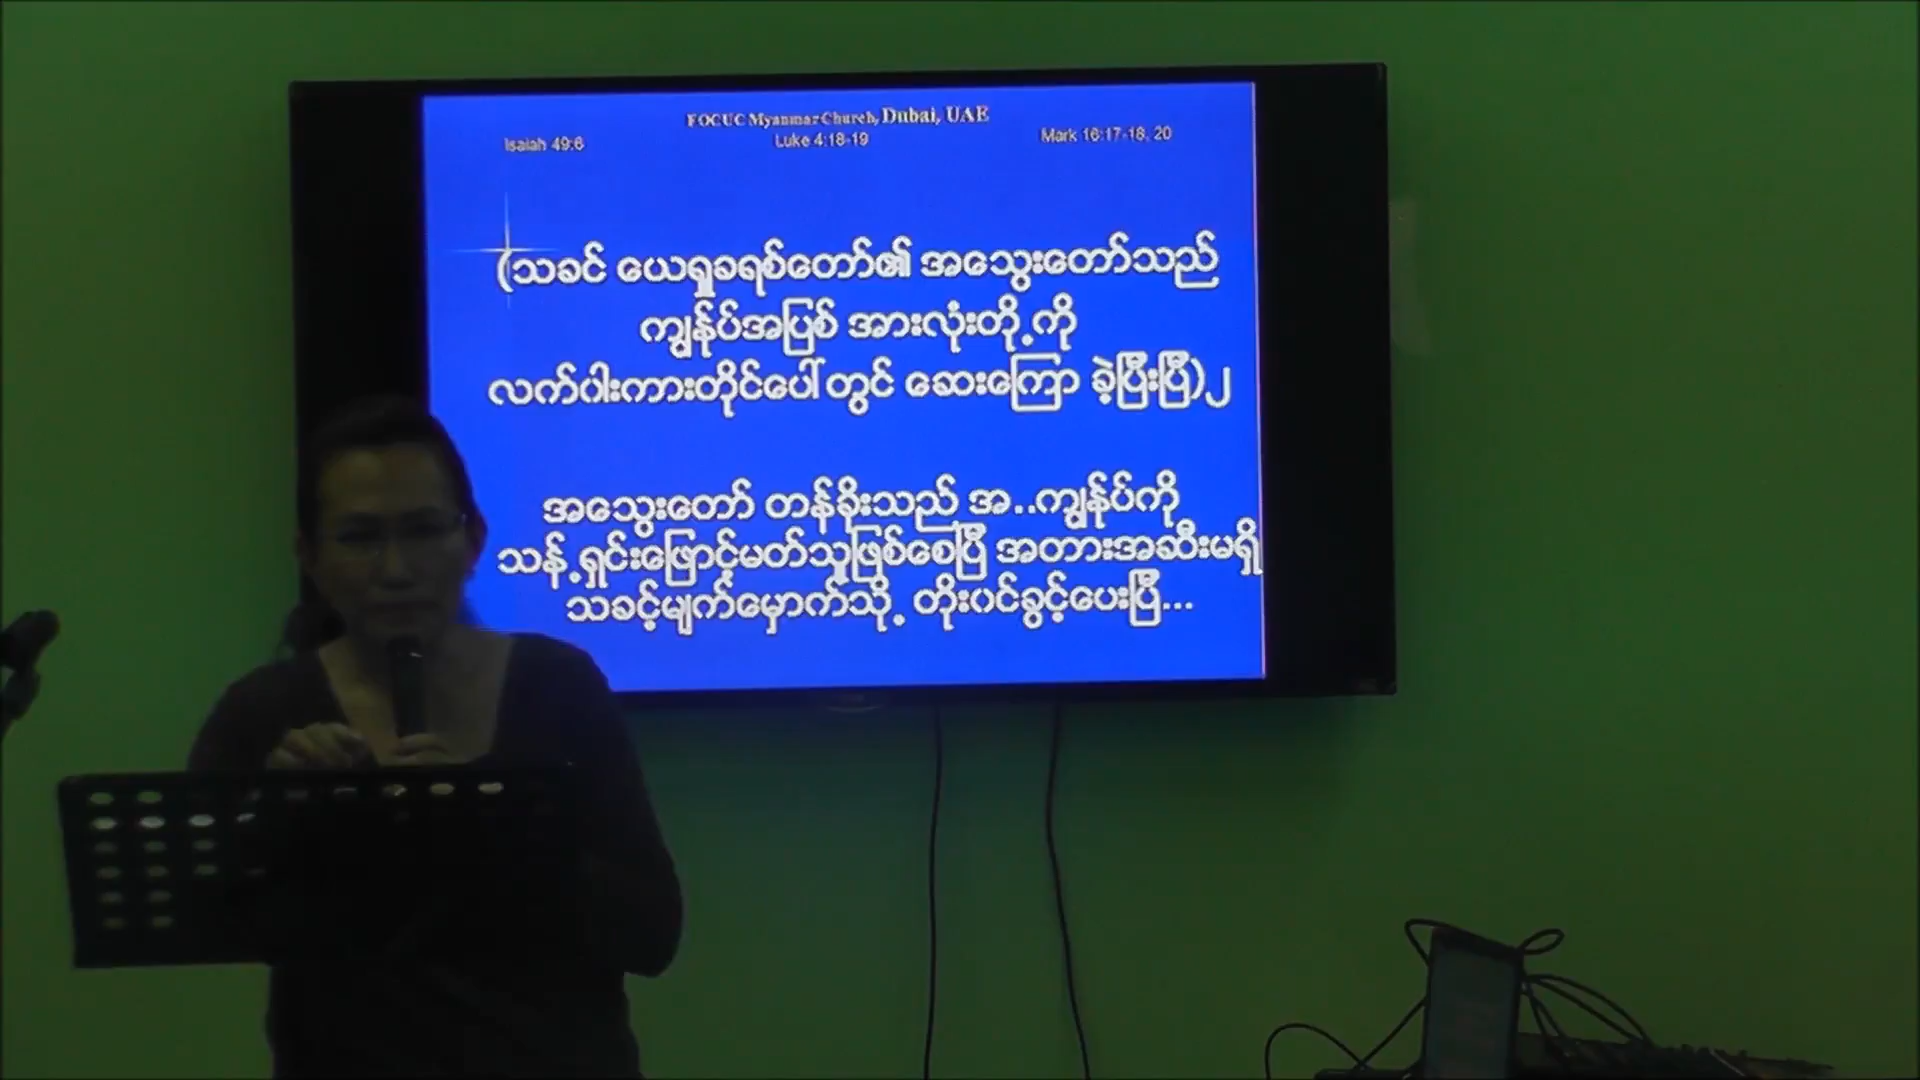 FOCUC Myanmar Church, Dubai, UAE
Isaiah 49:6 Luke 4:18-19 Mark 16:17-18, 20
(သခင် ယေရှုခရစ်တော်၏ အသွေးတော်သည်
ကျွန်ုပ်အပြစ် အားလုံးတို့ကို
လက်ဝါးကားတိုင်ပေါ်တွင် ဆေးကြော ခဲ့ပြီးပြီ)၂
အသွေးတော် တန်ခိုးသည် အ..ကျွန်ုပ်ကို
သန့်ရှင်းဖြောင့်မတ်သူဖြစ်စေပြီ အတားအဆီးမရှိ
သခင့်မျက်မှောက်သို့ တိုးဝင်ခွင့်ပေးပြီ...